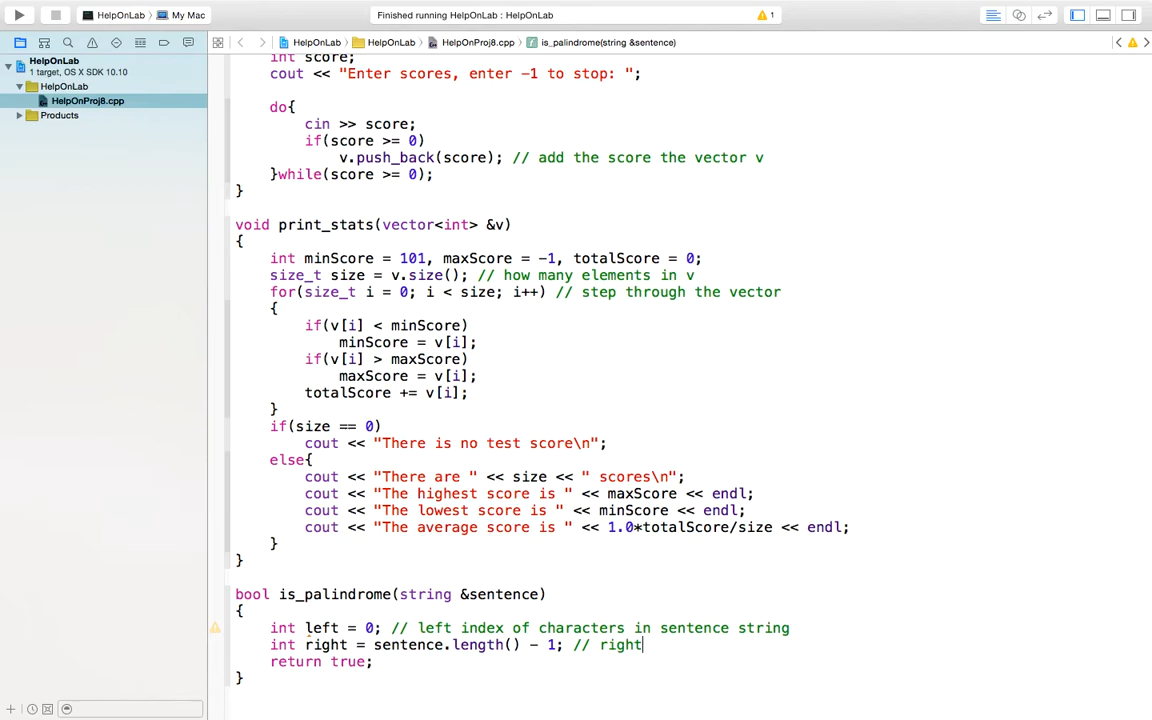 HelpOnLab
My Mac
Finished running HelpOnLab : HelpOnLab
1
HelpOnLab
HelpOnLab
HelpOnProj8.cpp
is_palindrome(string &sentence)
HelpOnLab
1 target, OS X SDK 10.10
HelpOnLab
HelpOnProj8.cpp
Products
int score;
cout << "Enter scores, enter -1 to stop: ";
do{
cin >> score;
if(score >= 0)
v.push_back(score); // add the score the vector v
}while(score >= 0);
}
void print_stats(vector<int> &v)
{
int minScore = 101, maxScore = -1, totalScore = 0;
size_t size = v.size(); // how many elements in v
for(size_t i = 0; i < size; i++) // step through the vector
{
if(v[i] < minScore)
minScore = v[i];
if(v[i] > maxScore)
maxScore = v[i];
totalScore += v[i];
}
if(size == 0)
cout << "There is no test score\n";
else{
cout << "There are " << size << " scores\n";
cout << "The highest score is " << maxScore << endl;
cout << "The lowest score is " << minScore << endl;
cout << "The average score is " << 1.0*totalScore/size << endl;
}
}
bool is_palindrome(string &sentence)
{
int left = 0; // left index of characters in sentence string
int right = sentence.length() - 1; // right
return true;
}